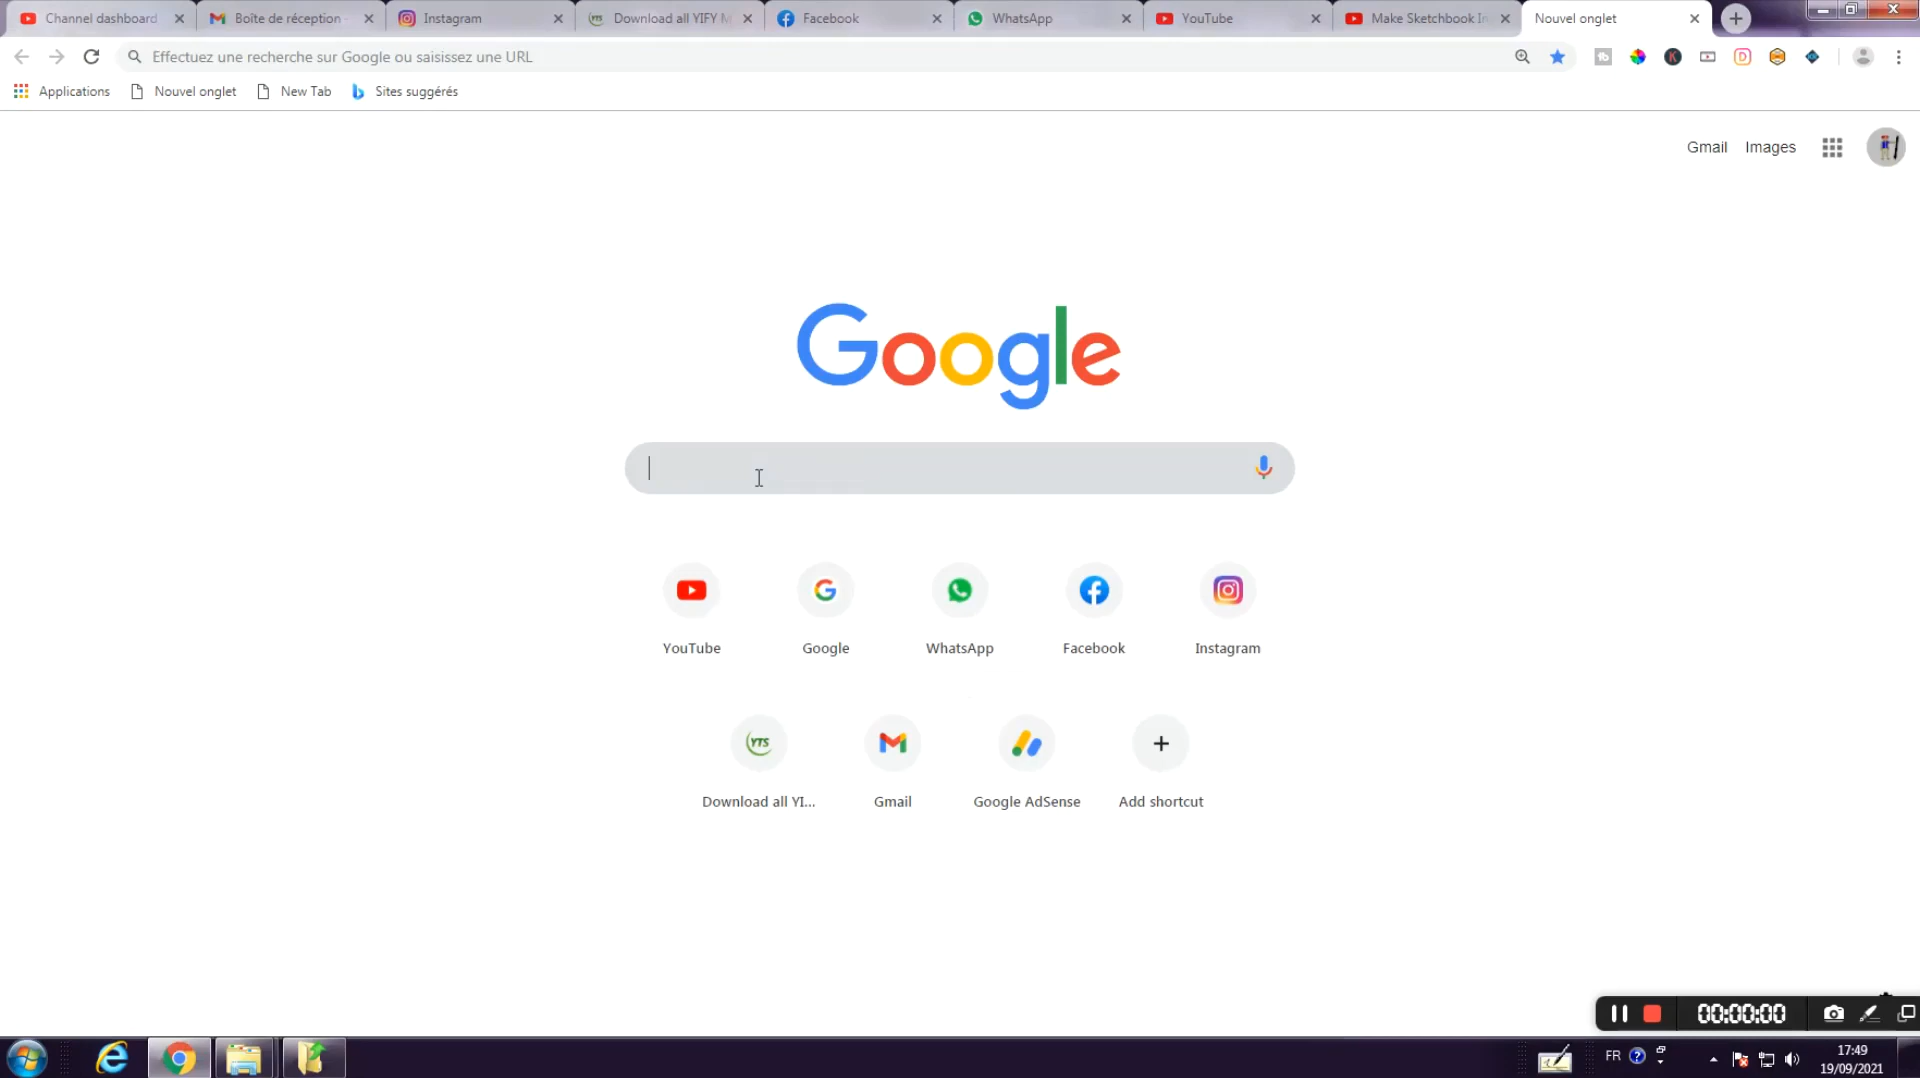 Channel dashboard
Boîte de réception
Instagram
Download all YIFY M
Facebook
WhatsApp
YouTube
Make Sketchbook In
Nouvel onglet
Effectuez une recherche sur Google ou saisissez une URL
Applications
Nouvel onglet
New Tab
Sites suggérés
Gmail
Images
Google
YouTube
Google
WhatsApp
Facebook
Instagram
YTS
Download all YI...
Gmail
Google AdSense
Add shortcut
00:00:00
FR
17:49
19/09/2021